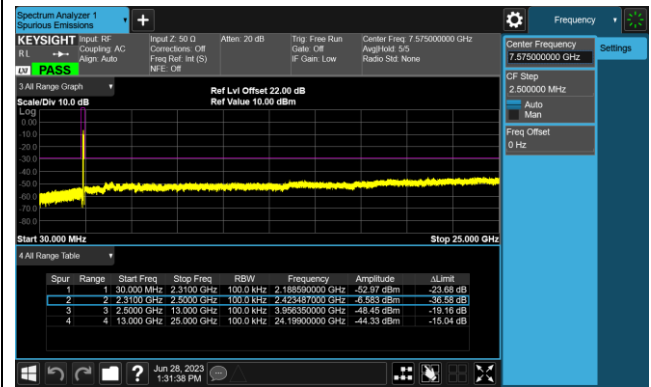 Spectrum Analyzer 1
Spurious Emissions
Frequency
KEYSIGHT
RL
LXI PASS
Input: RF
Coupling: AC
Align: Auto
Input Z: 50 Ω
Corrections: Off
Freq Ref: Int (S)
NFE: Off
Atten: 20 dB
Trig: Free Run
Gate: Off
IF Gain: Low
Center Freq: 7.575000000 GHz
Avg|Hold: 5/5
Radio Std: None
Center Frequency
7.575000000 GHz
Settings
CF Step
2.500000 MHz
Auto
Man
Freq Offset
0 Hz
3 All Range Graph
Scale/Div 10.0 dB
Ref Lvl Offset 22.00 dB
Ref Value 10.00 dBm
Log
0.00
-10.0
-20.0
-30.0
-40.0
-50.0
-60.0
-70.0
-80.0
Start 30.000 MHz
Stop 25.000 GHz
4 All Range Table
Spur Range Start Freq Stop Freq RBW Frequency Amplitude ΔLimit
1 1 30.000 MHz 2.3100 GHz 100.0 kHz 2.188590000 GHz -52.97 dBm -23.68 dB
2 2 2.3100 GHz 2.5000 GHz 100.0 kHz 2.423487000 GHz -6.583 dBm -36.58 dB
3 3 2.5000 GHz 13.000 GHz 100.0 kHz 3.956350000 GHz -48.45 dBm -19.16 dB
4 4 13.000 GHz 25.000 GHz 100.0 kHz 24.19900000 GHz -44.33 dBm -15.04 dB
?
Jun 28, 2023
1:31:38 PM